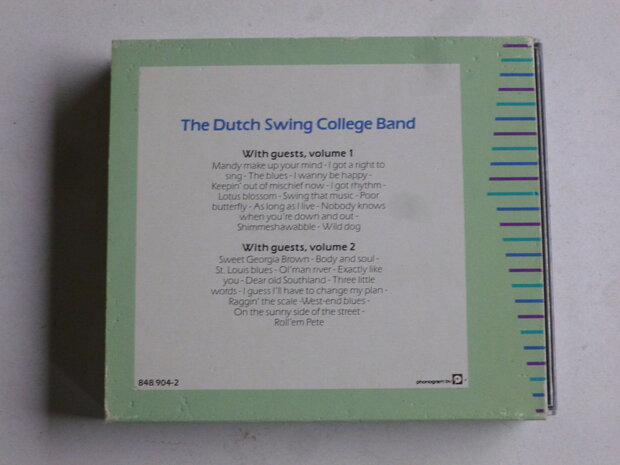 The Dutch Swing College Band
With guests, volume 1
Mandy make up your mind - I got a right to
sing - The blues - I wanny be happy -
Keepin' out of mischief now - I got rhythm -
Lotus blossom - Swing that music - Poor
butterfly - As long as I live - Nobody knows
when you're down and out -
Shimmeshawabble - Wild dog
With guests, volume 2
Sweet Georgia Brown - Body and soul -
St. Louis blues - Ol'man river - Exactly like
you - Dear old Southland - Three little
words - I guess I'll have to change my plan -
Raggin' the scale -West-end blues -
On the sunny side of the street -
Roll'em Pete
848 904-2
phonogram bv